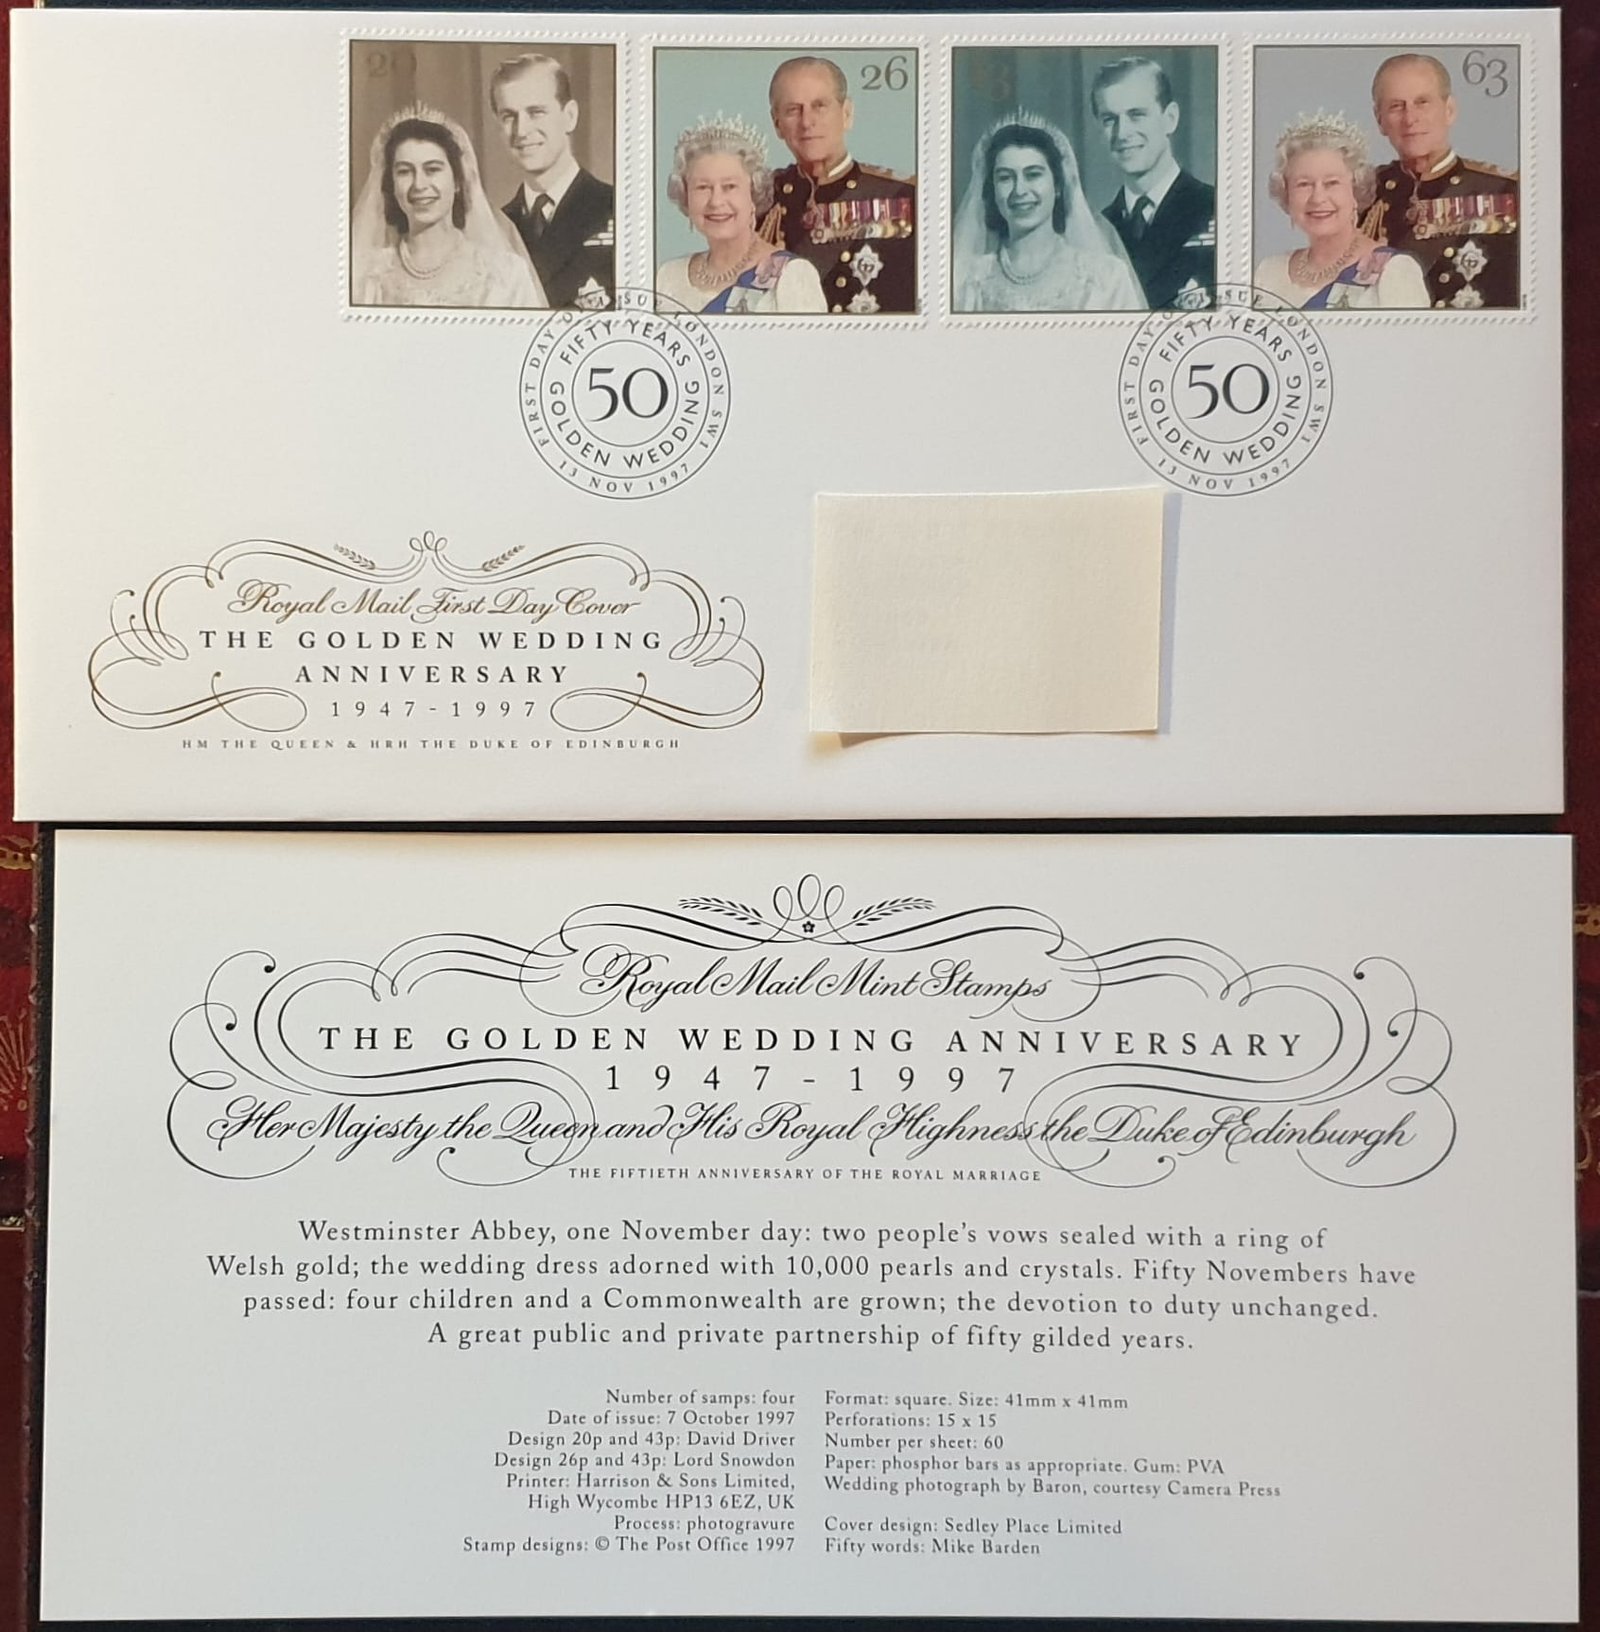 20
26
43
63
FIRST DAY OF ISSUE LONDON SW1
FIFTY YEARS
50
GOLDEN WEDDING
13 NOV 1997
FIRST DAY OF ISSUE LONDON SW1
FIFTY YEARS
50
GOLDEN WEDDING
13 NOV 1997
Royal Mail First Day Cover
THE GOLDEN WEDDING
ANNIVERSARY
1947-1997
HM THE QUEEN & HRH THE DUKE OF EDINBURGH
Royal Mail Mint Stamps
THE GOLDEN WEDDING ANNIVERSARY
1947-1997
Her Majesty the Queen and His Royal Highness the Duke of Edinburgh
THE FIFTIETH ANNIVERSARY OF THE ROYAL MARRIAGE
Westminster Abbey, one November day: two people's vows sealed with a ring of
Welsh gold; the wedding dress adorned with 10,000 pearls and crystals. Fifty Novembers have
passed: four children and a Commonwealth are grown; the devotion to duty unchanged.
A great public and private partnership of fifty gilded years.
Number of samps: four
Date of issue: 7 October 1997
Design 20p and 43p: David Driver
Design 26p and 43p: Lord Snowdon
Printer: Harrison & Sons Limited,
High Wycombe HP13 6EZ, UK
Process: photogravure
Stamp designs: © The Post Office 1997
Format: square. Size: 41mm x 41mm
Perforations: 15 x 15
Number per sheet: 60
Paper: phosphor bars as appropriate. Gum: PVA
Wedding photograph by Baron, courtesy Camera Press
Cover design: Sedley Place Limited
Fifty words: Mike Barden